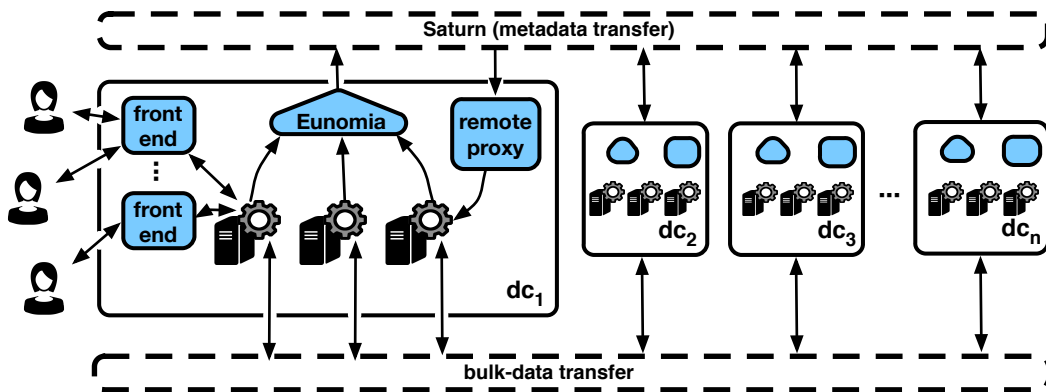 Saturn (metadata transfer)
front
end
Eunomia
remote
proxy
...
front
end
dc1
dc2
dc3
...
dcn
bulk-data transfer